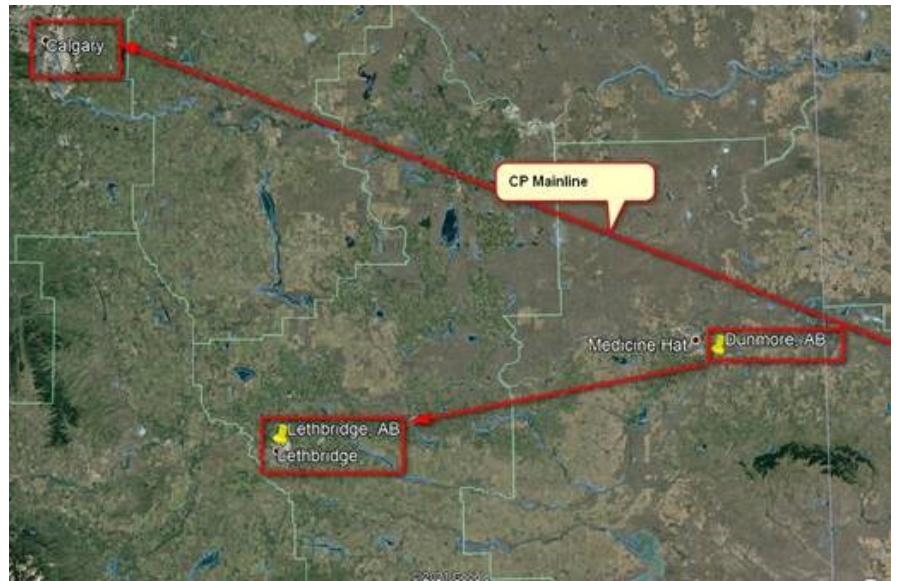 Calgary
CP Mainline
Medicine Hat
Dunmore, AB
Lethbridge, AB
Lethbridge